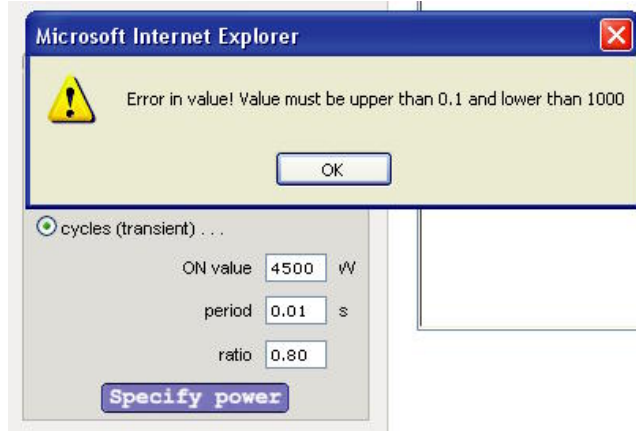 Microsoft Internet Explorer
Error in value! Value must be upper than 0.1 and lower than 1000
OK
cycles (transient) . . .
ON value 4500 W
period 0.01 s
ratio 0.80
Specify power